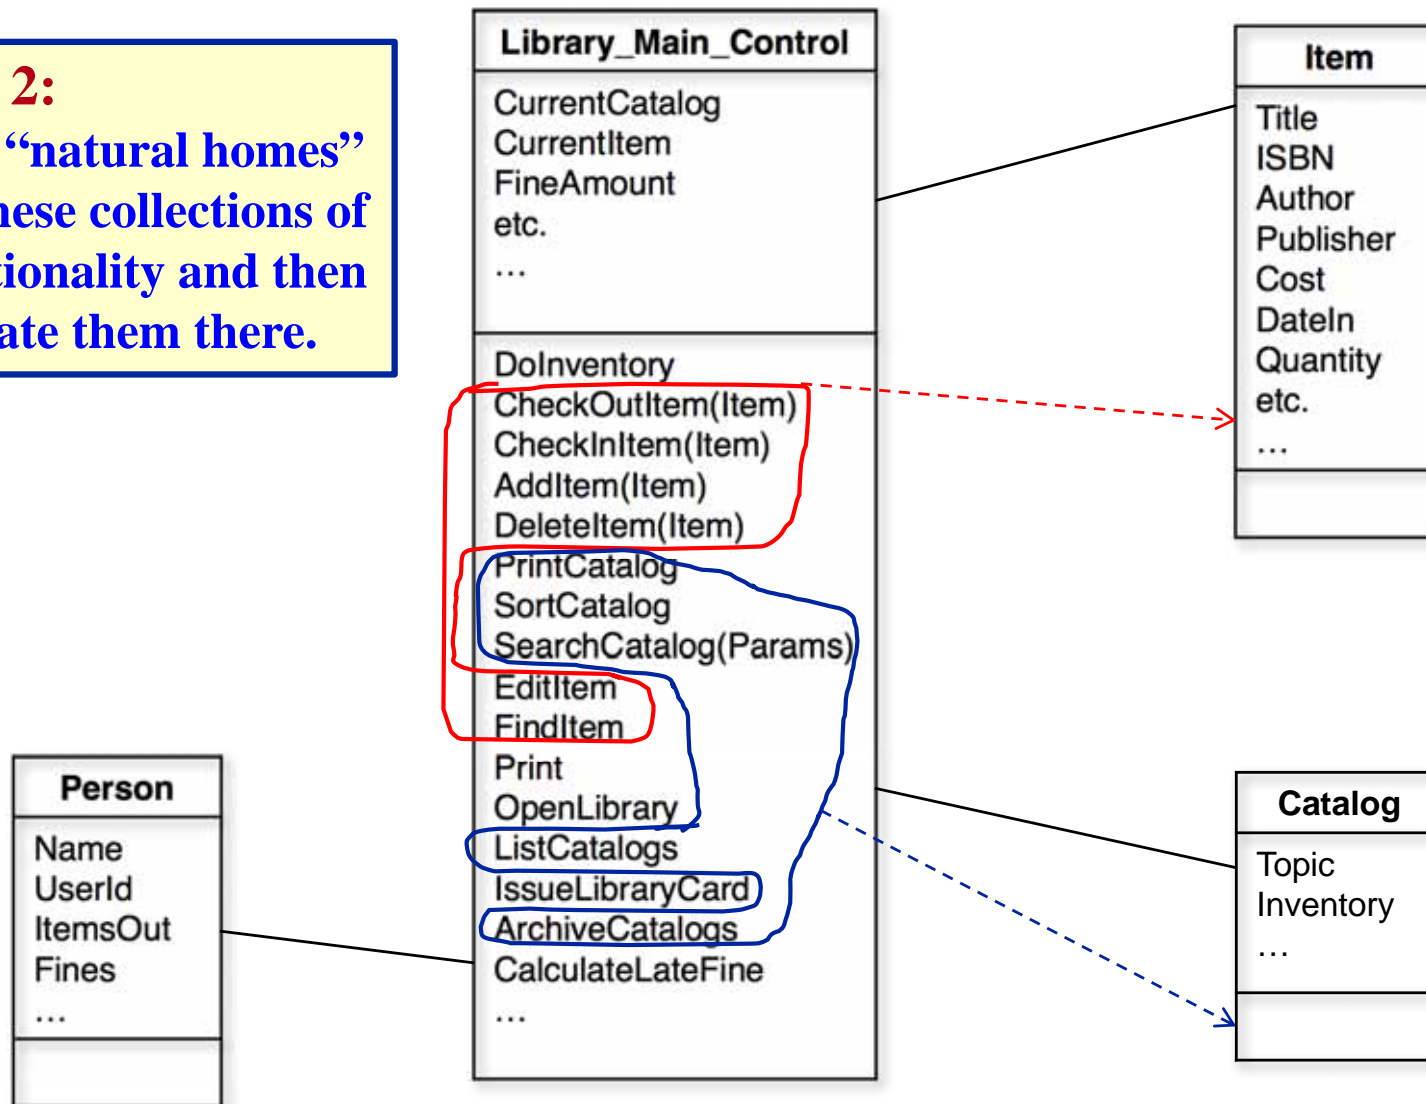 2:
“natural homes”
hese collections of
tionality and then
ate them there.
Library_Main_Control
CurrentCatalog
CurrentItem
FineAmount
etc.
...
DoInventory
CheckOutItem(Item)
CheckInItem(Item)
AddItem(Item)
DeleteItem(Item)
PrintCatalog
SortCatalog
SearchCatalog(Params)
EditItem
FindItem
Print
OpenLibrary
ListCatalogs
IssueLibraryCard
ArchiveCatalogs
CalculateLateFine
...
Item
Title
ISBN
Author
Publisher
Cost
DateIn
Quantity
etc.
...
Person
Name
UserId
ItemsOut
Fines
...
Catalog
Topic
Inventory
...